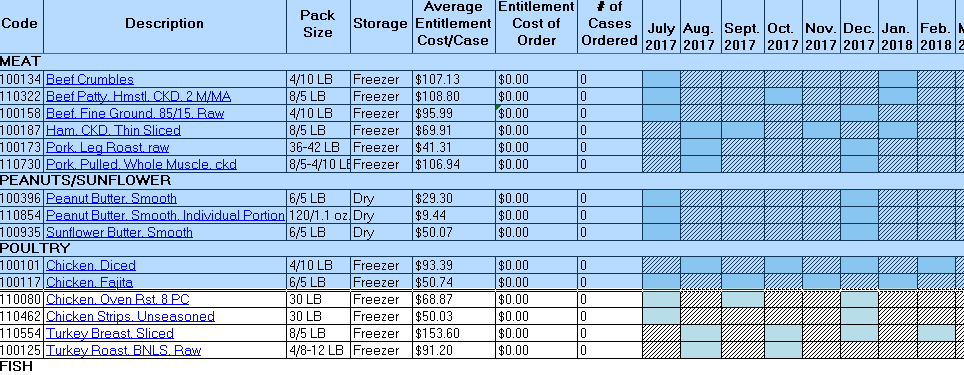 Code Description Pack Size Storage Average Entitlement Cost/Case Entitlement Cost of Order # of Cases Ordered July 2017 Aug. 2017 Sept. 2017 Oct. 2017 Nov. 2017 Dec. 2017 Jan. 2018 Feb. 2018
MEAT
100134 Beef Crumbles 4/10 LB Freezer $107.13 $0.00 0
110322 Beef Patty, Hmstl, CKD, 2 M/MA 8/5 LB Freezer $108.80 $0.00 0
100158 Beef, Fine Ground, 85/15, Raw 4/10 LB Freezer $95.99 $0.00 0
100187 Ham, CKD, Thin Sliced 8/5 LB Freezer $69.91 $0.00 0
100173 Pork, Leg Roast, raw 36-42 LB Freezer $41.31 $0.00 0
110730 Pork, Pulled, Whole Muscle, ckd 8/5-4/10 LB Freezer $106.94 $0.00 0
PEANUTS/SUNFLOWER
100396 Peanut Butter, Smooth 6/5 LB Dry $29.30 $0.00 0
110854 Peanut Butter, Smooth, Individual Portion 120/1.1 oz. Dry $9.44 $0.00 0
100935 Sunflower Butter, Smooth 6/5 LB Dry $50.07 $0.00 0
POULTRY
100101 Chicken, Diced 4/10 LB Freezer $93.39 $0.00 0
100117 Chicken, Fajita 6/5 LB Freezer $50.74 $0.00 0
110080 Chicken, Oven Rst, 8 PC 30 LB Freezer $68.87 $0.00 0
110462 Chicken Strips, Unseasoned 30 LB Freezer $50.03 $0.00 0
110554 Turkey Breast, Sliced 8/5 LB Freezer $153.60 $0.00 0
100125 Turkey Roast, BNLS, Raw 4/8-12 LB Freezer $91.20 $0.00 0
FISH